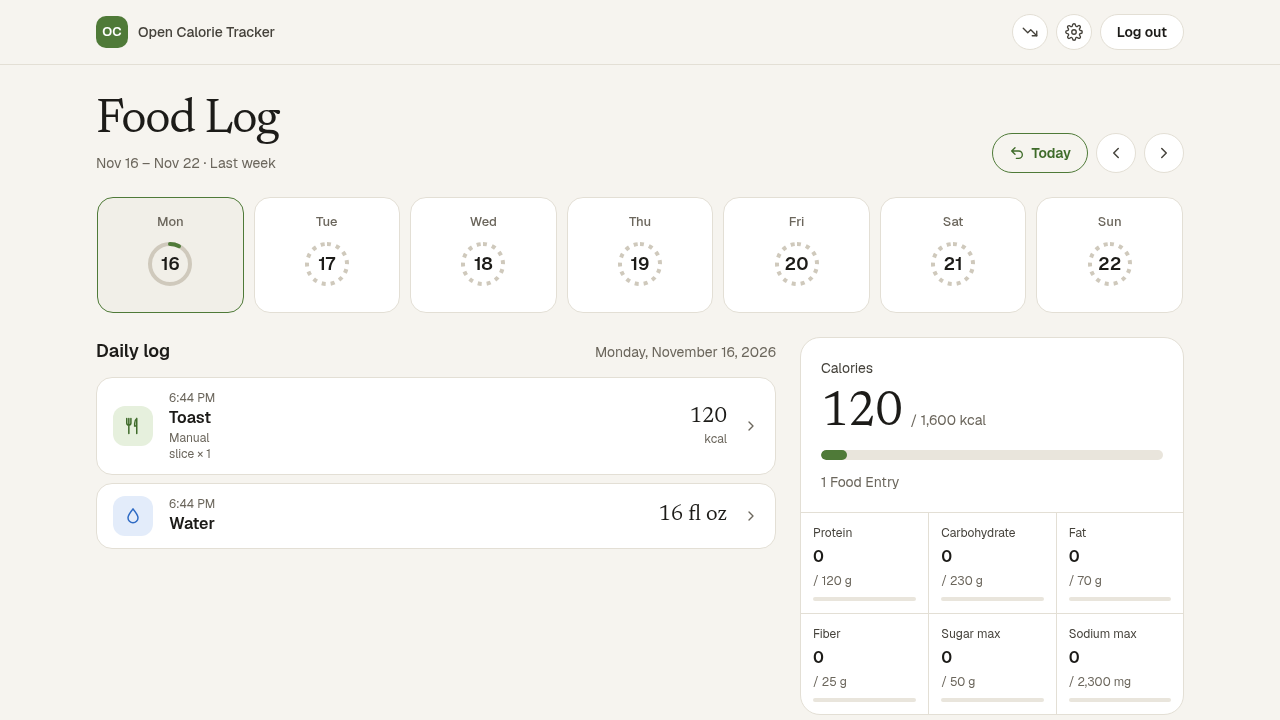 OC
Open Calorie Tracker
Log out
Food Log
Nov 16 – Nov 22 · Last week
Today
Mon
16
Tue
17
Wed
18
Thu
19
Fri
20
Sat
21
Sun
22
Daily log
Monday, November 16, 2026
6:44 PM
Toast
Manual
slice × 1
120
kcal
6:44 PM
Water
16 fl oz
Calories
120 / 1,600 kcal
1 Food Entry
Protein
0
/ 120 g
Carbohydrate
0
/ 230 g
Fat
0
/ 70 g
Fiber
0
/ 25 g
Sugar max
0
/ 50 g
Sodium max
0
/ 2,300 mg